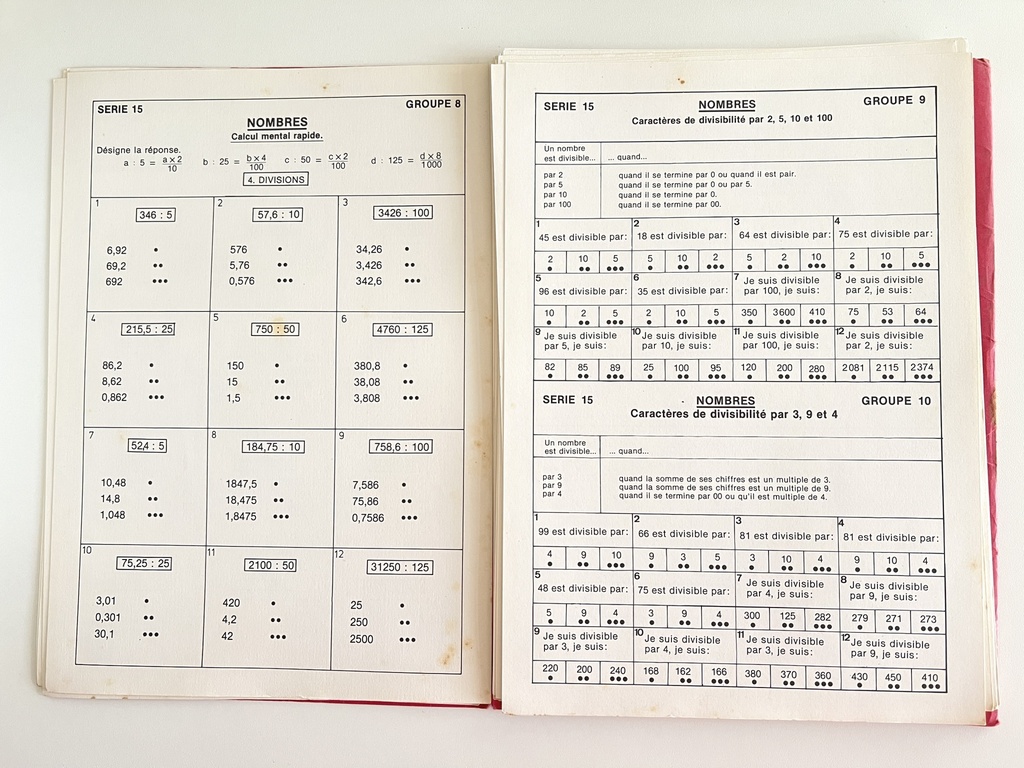 SERIE 15
GROUPE 8
NOMBRES
Calcul mental rapide.
Désigne la réponse.
a : 5 = a x 2 / 10 b : 25 = b x 4 / 100 c : 50 = c x 2 / 100 d : 125 = d x 8 / 1000
4. DIVISIONS
1 346 : 5
6,92 •
69,2 ••
692 •••
2 57,6 : 10
576 •
5,76 ••
0,576 •••
3 3426 : 100
34,26 •
3,426 ••
342,6 •••
4 215,5 : 25
86,2 •
8,62 ••
0,862 •••
5 750 : 50
150 •
15 ••
1,5 •••
6 4760 : 125
380,8 •
38,08 ••
3,808 •••
7 52,4 : 5
10,48 •
14,8 ••
1,048 •••
8 184,75 : 10
1847,5 •
18,475 ••
1,8475 •••
9 758,6 : 100
7,586 •
75,86 ••
0,7586 •••
10 75,25 : 25
3,01 •
0,301 ••
30,1 •••
11 2100 : 50
420 •
4,2 ••
42 •••
12 31250 : 125
25 •
250 ••
2500 •••
SERIE 15
NOMBRES
GROUPE 9
Caractères de divisibilité par 2, 5, 10 et 100
Un nombre
est divisible... ... quand...
par 2 quand il se termine par 0 ou quand il est pair.
par 5 quand il se termine par 0 ou par 5.
par 10 quand il se termine par 0.
par 100 quand il se termine par 00.
1 45 est divisible par:
2 10 5
• •• •••
2 18 est divisible par:
5 10 2
• •• •••
3 64 est divisible par:
5 2 10
• •• •••
4 75 est divisible par:
2 10 5
• •• •••
5 96 est divisible par:
10 2 5
• •• •••
6 35 est divisible par:
2 10 5
• •• •••
7 Je suis divisible
par 100, je suis:
350 3600 410
• •• •••
8 Je suis divisible
par 2, je suis:
75 53 64
• •• •••
9 Je suis divisible
par 5, je suis:
82 85 89
• •• •••
10 Je suis divisible
par 10, je suis:
25 100 95
• •• •••
11 Je suis divisible
par 100, je suis:
120 200 280
• •• •••
12 Je suis divisible
par 2, je suis:
2081 2115 2374
• •• •••
SERIE 15
NOMBRES
GROUPE 10
Caractères de divisibilité par 3, 9 et 4
Un nombre
est divisible... ... quand...
par 3 quand la somme de ses chiffres est un multiple de 3.
par 9 quand la somme de ses chiffres est un multiple de 9.
par 4 quand il se termine par 00 ou qu'il est multiple de 4.
1 99 est divisible par:
4 9 10
• •• •••
2 66 est divisible par:
9 3 5
• •• •••
3 81 est divisible par:
3 10 4
• •• •••
4 81 est divisible par:
9 10 4
• •• •••
5 48 est divisible par:
5 9 4
• •• •••
6 75 est divisible par:
3 9 4
• •• •••
7 Je suis divisible
par 4, je suis:
300 125 282
• •• •••
8 Je suis divisible
par 9, je suis:
279 271 273
• •• •••
9 Je suis divisible
par 3, je suis:
220 200 240
• •• •••
10 Je suis divisible
par 4, je suis:
168 162 166
• •• •••
11 Je suis divisible
par 3, je suis:
380 370 360
• •• •••
12 Je suis divisible
par 9, je suis:
430 450 410
• •• •••